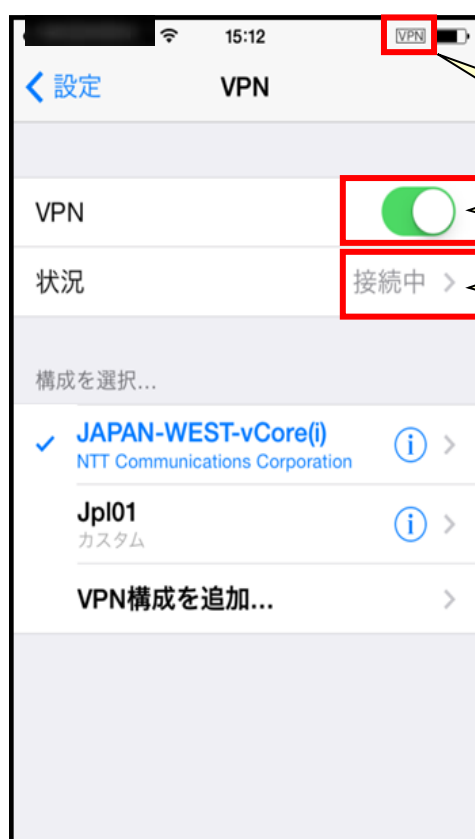 15:12
VPN
設定
VPN
VPN
状況
接続中
構成を選択...
JAPAN-WEST-vCore(i)
NTT Communications Corporation
Jpl01
カスタム
VPN構成を追加...